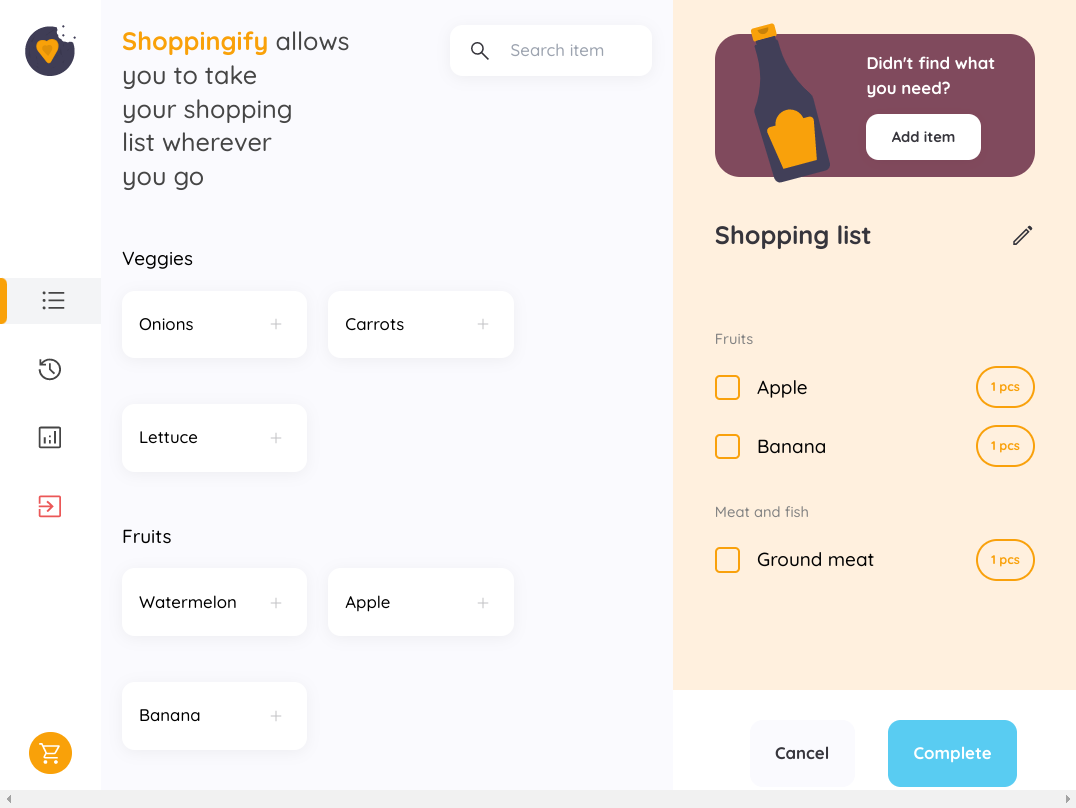 Shoppingify allows
you to take
your shopping
list wherever
you go
Search item
Veggies
Onions
Carrots
Lettuce
Fruits
Watermelon
Apple
Banana
Didn't find what
you need?
Add item
Shopping list
Fruits
Apple
1 pcs
Banana
1 pcs
Meat and fish
Ground meat
1 pcs
Cancel
Complete